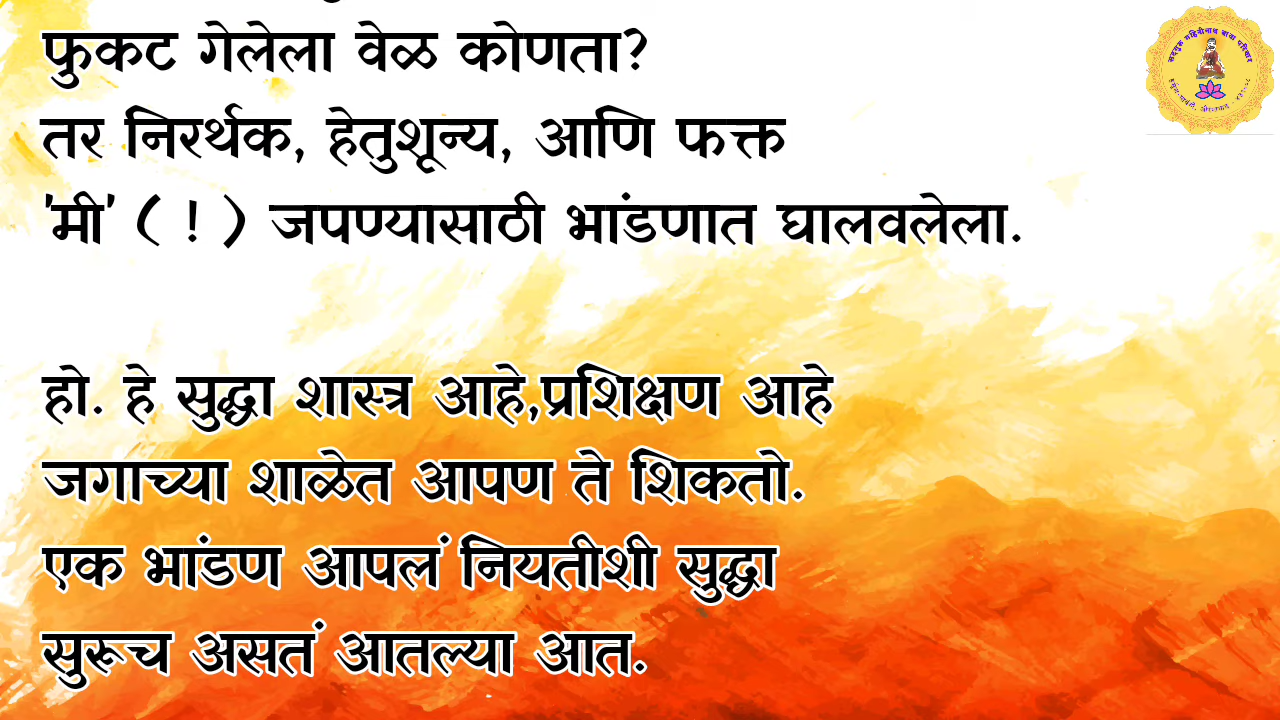 फुकट गेलेला वेळ कोणता?
तर निरर्थक, हेतुशून्य, आणि फक्त
'मी' ( ! ) जपण्यासाठी भांडणात घालवलेला.
हो. हे सुद्धा शास्त्र आहे,प्रशिक्षण आहे
जगाच्या शाळेत आपण ते शिकतो.
एक भांडण आपलं नियतीशी सुद्धा
सुरूच असतं आतल्या आत.